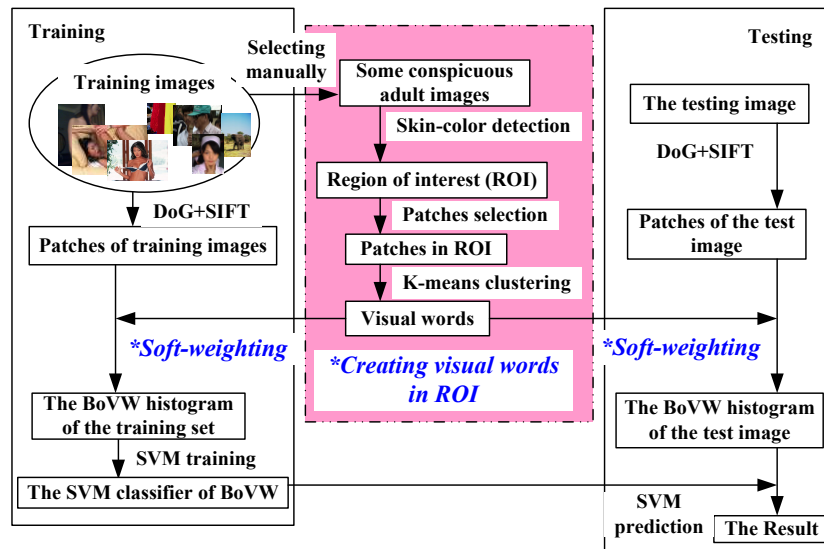 Training
Training images
Selecting
manually
Some conspicuous
adult images
Skin-color detection
Region of interest (ROI)
Patches selection
Patches in ROI
K-means clustering
Visual words
*Creating visual words
in ROI
DoG+SIFT
Patches of training images
*Soft-weighting
The BoVW histogram
of the training set
SVM training
The SVM classifier of BoVW
Testing
The testing image
DoG+SIFT
Patches of the test
image
*Soft-weighting
The BoVW histogram
of the test image
SVM
prediction
The Result